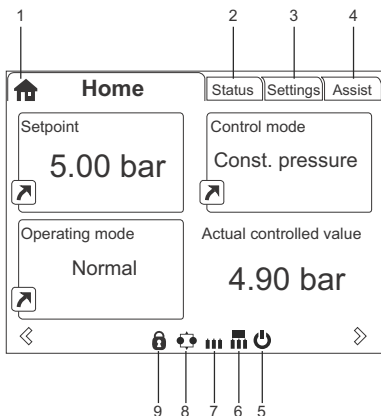 1 2 3 4
Home Status Settings Assist
Setpoint Control mode
5.00 bar Const. pressure
Operating mode Actual controlled value
Normal 4.90 bar
9 8 7 6 5